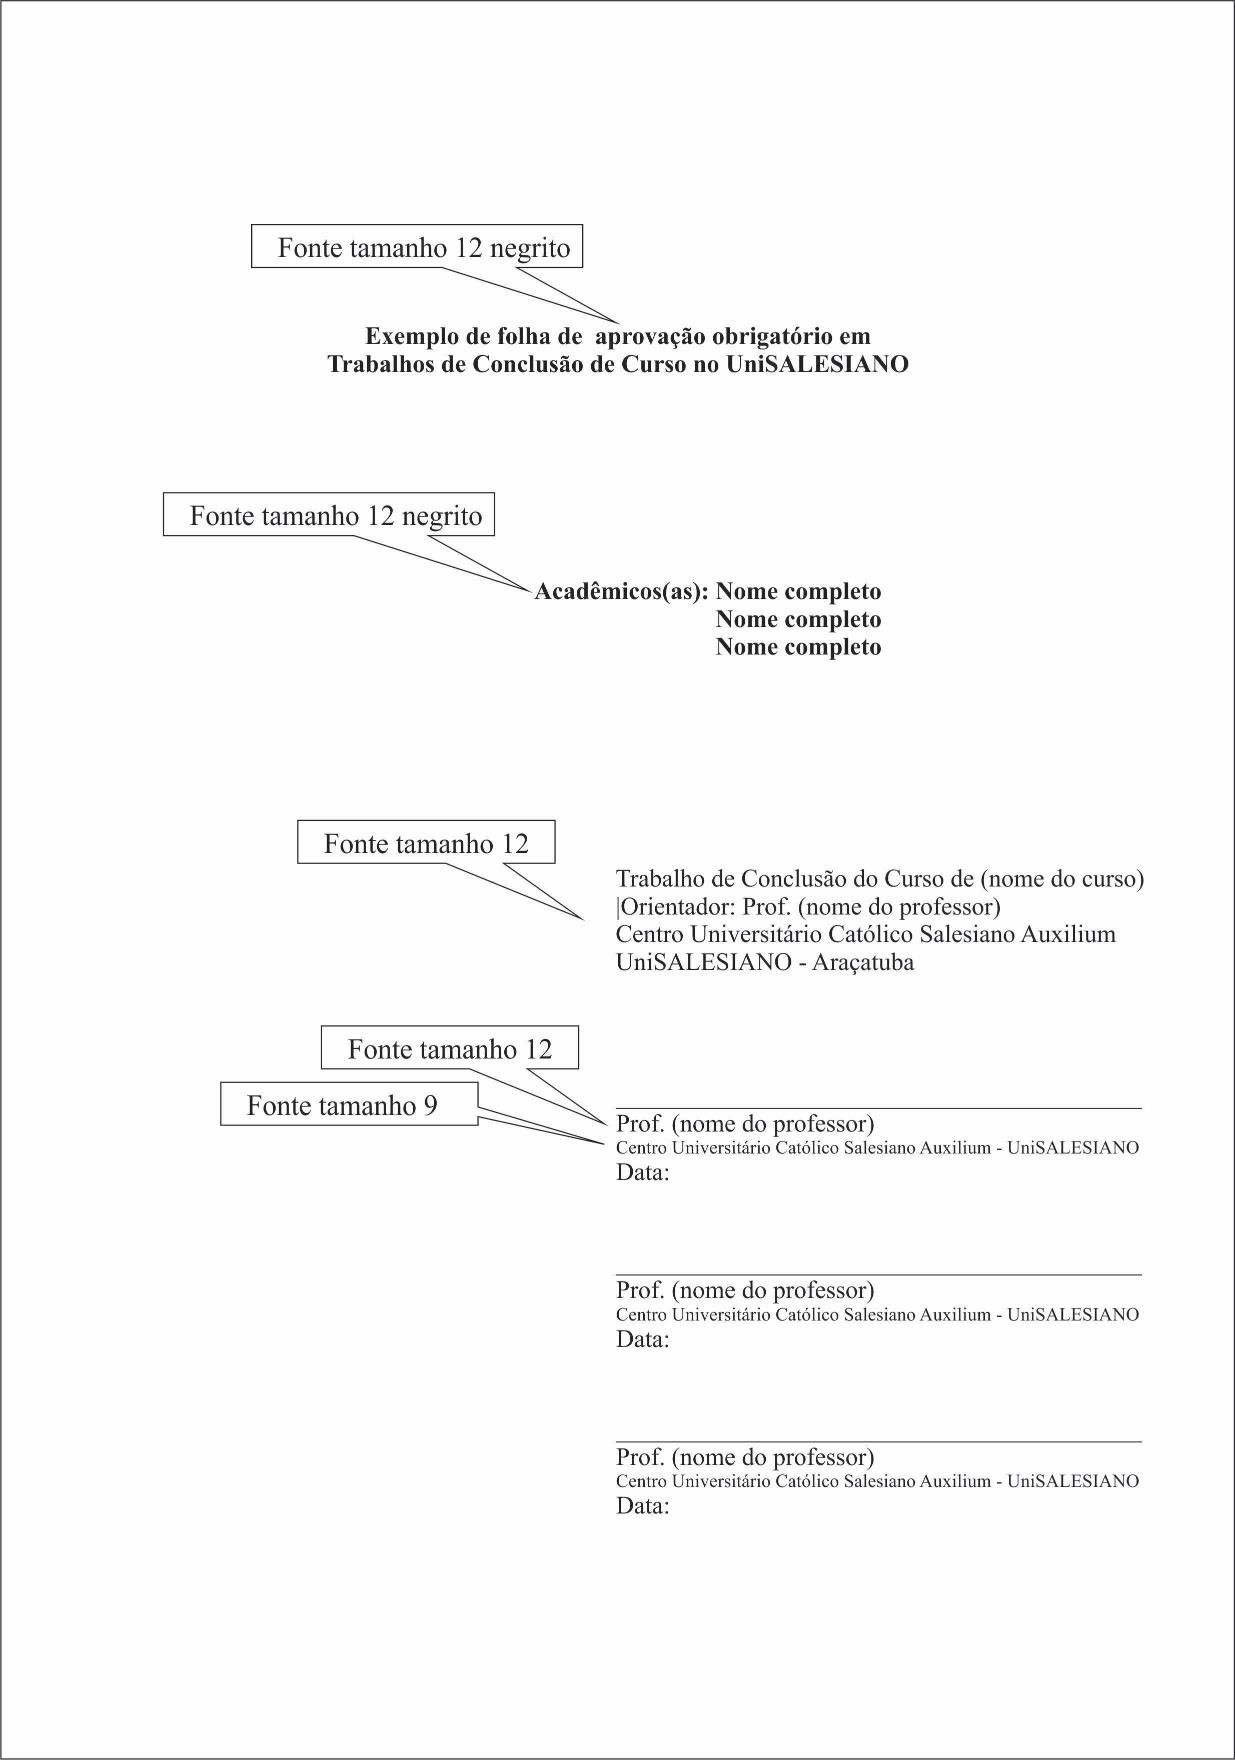 Fonte tamanho 12 negrito
Exemplo de folha de aprovação obrigatório em
Trabalhos de Conclusão de Curso no UniSALESIANO
Fonte tamanho 12 negrito
Acadêmicos(as): Nome completo
Nome completo
Nome completo
Fonte tamanho 12
Trabalho de Conclusão do Curso de (nome do curso)
|Orientador: Prof. (nome do professor)
Centro Universitário Católico Salesiano Auxilium
UniSALESIANO - Araçatuba
Fonte tamanho 12
Fonte tamanho 9
Prof. (nome do professor)
Centro Universitário Católico Salesiano Auxilium - UniSALESIANO
Data:
Prof. (nome do professor)
Centro Universitário Católico Salesiano Auxilium - UniSALESIANO
Data:
Prof. (nome do professor)
Centro Universitário Católico Salesiano Auxilium - UniSALESIANO
Data: